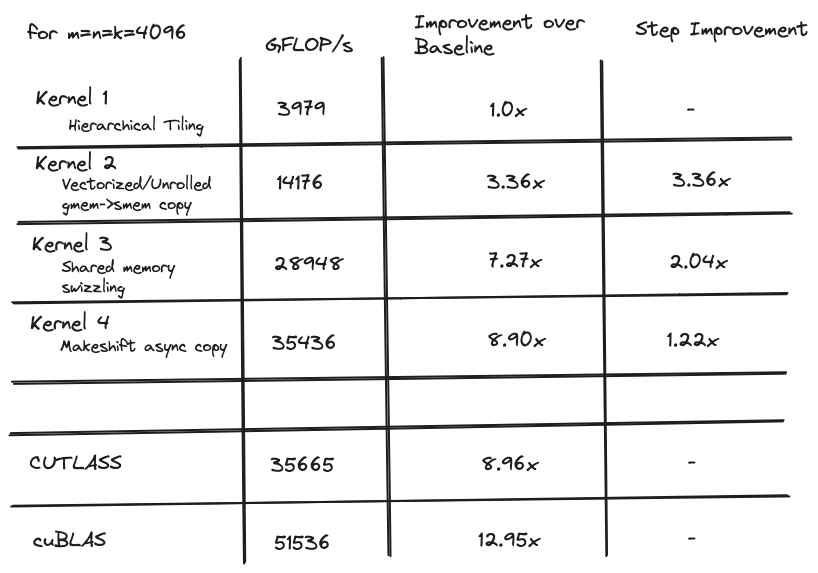 for m=n=k=4096
GFLOP/s
Improvement over
Baseline
Step Improvement
Kernel 1
Hierarchical Tiling
3979
1.0x
-
Kernel 2
Vectorized/Unrolled
gmem->smem copy
14176
3.36x
3.36x
Kernel 3
Shared memory
swizzling
28948
7.27x
2.04x
Kernel 4
Makeshift async copy
35436
8.90x
1.22x
CUTLASS
35665
8.96x
-
cuBLAS
51536
12.95x
-